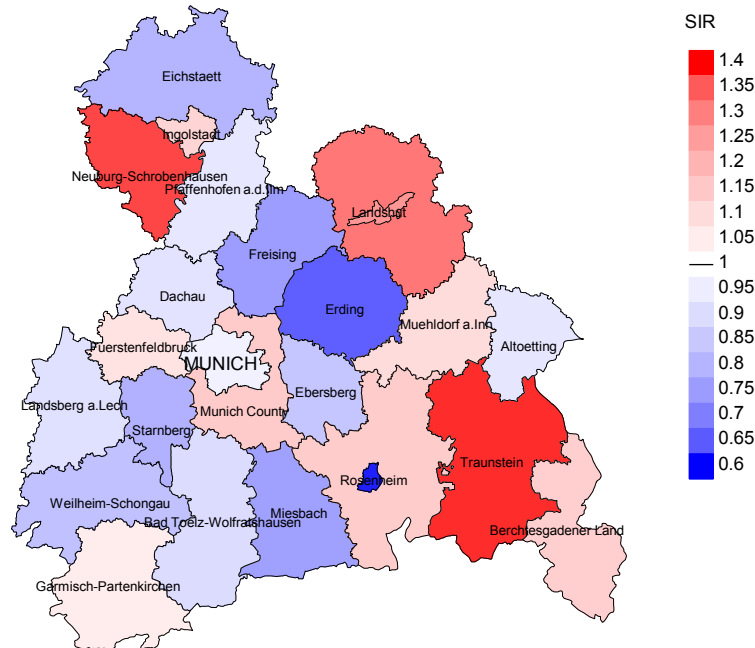 SIR
1.4
1.35
1.3
1.25
1.2
1.15
1.1
1.05
1
0.95
0.9
0.85
0.8
0.75
0.7
0.65
0.6
Eichstaett
Ingolstadt
Neuburg-Schrobenhausen
Pfaffenhofen a.d.Ilm
Landshut
Freising
Dachau
Erding
Muehldorf a.Inn
Altoetting
Fuerstenfeldbruck
MUNICH
Ebersberg
Landsberg a.Lech
Munich County
Starnberg
Traunstein
Rosenheim
Weilheim-Schongau
Miesbach
Bad Toelz-Wolfratshausen
Berchtesgadener Land
Garmisch-Partenkirchen